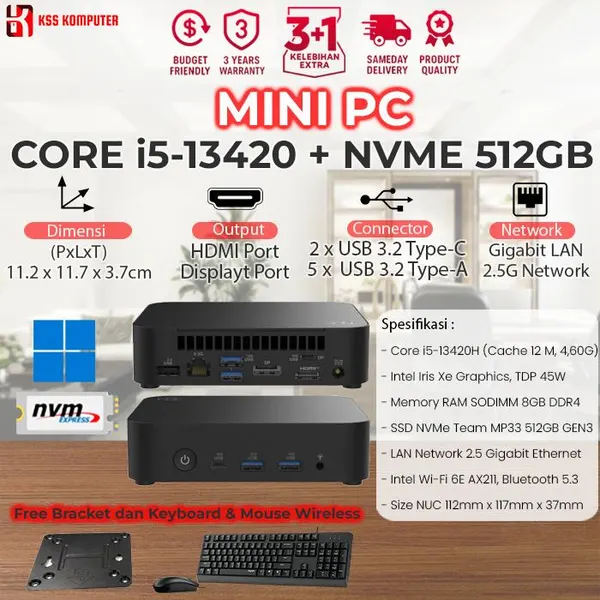 KSS KOMPUTER
BUDGET
FRIENDLY
3
3 YEARS
WARRANTY
3+1
KELEBIHAN
EXTRA
SAMEDAY
DELIVERY
PRODUCT
QUALITY
MINI PC
CORE i5-13420 + NVME 512GB
Dimensi
(PxLxT)
11.2 x 11.7 x 3.7cm
Output
HDMI Port
Displayt Port
Connector
2 x USB 3.2 Type-C
5 x USB 3.2 Type-A
Network
Gigabit LAN
2.5G Network
Spesifikasi :
- Core i5-13420H (Cache 12 M, 4,60G)
- Intel Iris Xe Graphics, TDP 45W
- Memory RAM SODIMM 8GB DDR4
- SSD NVMe Team MP33 512GB GEN3
- LAN Network 2.5 Gigabit Ethernet
- Intel Wi-Fi 6E AX211, Bluetooth 5.3
- Size NUC 112mm x 117mm x 37mm
nvm
EXPRESS
Free Bracket dan Keyboard & Mouse Wireless